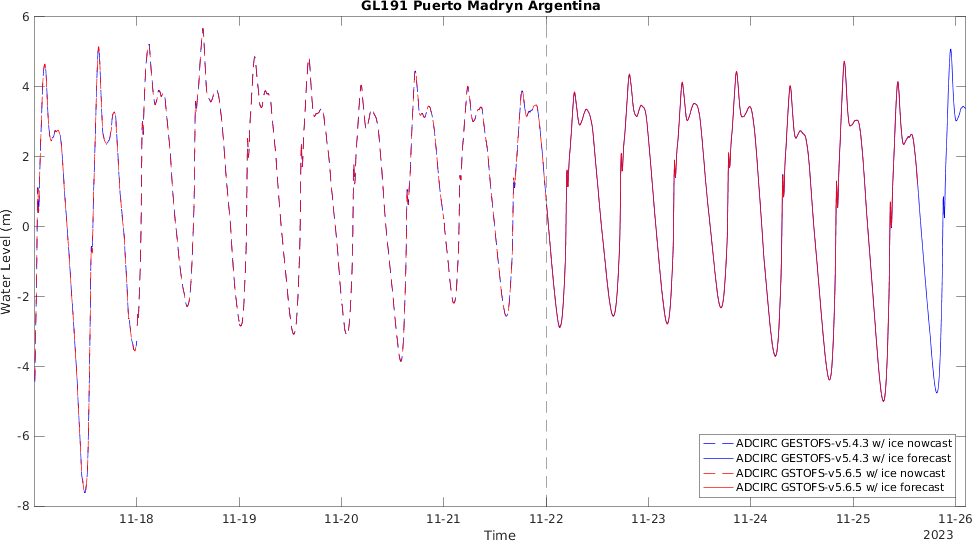 GL191 Puerto Madryn Argentina
6
4
2
0
-2
-4
-6
-8
Water Level (m)
ADCIRC GESTOFS-v5.4.3 w/ ice nowcast
ADCIRC GESTOFS-v5.4.3 w/ ice forecast
ADCIRC GSTOFS-v5.6.5 w/ ice nowcast
ADCIRC GSTOFS-v5.6.5 w/ ice forecast
11-18 11-19 11-20 11-21 11-22 11-23 11-24 11-25 11-26
Time
2023